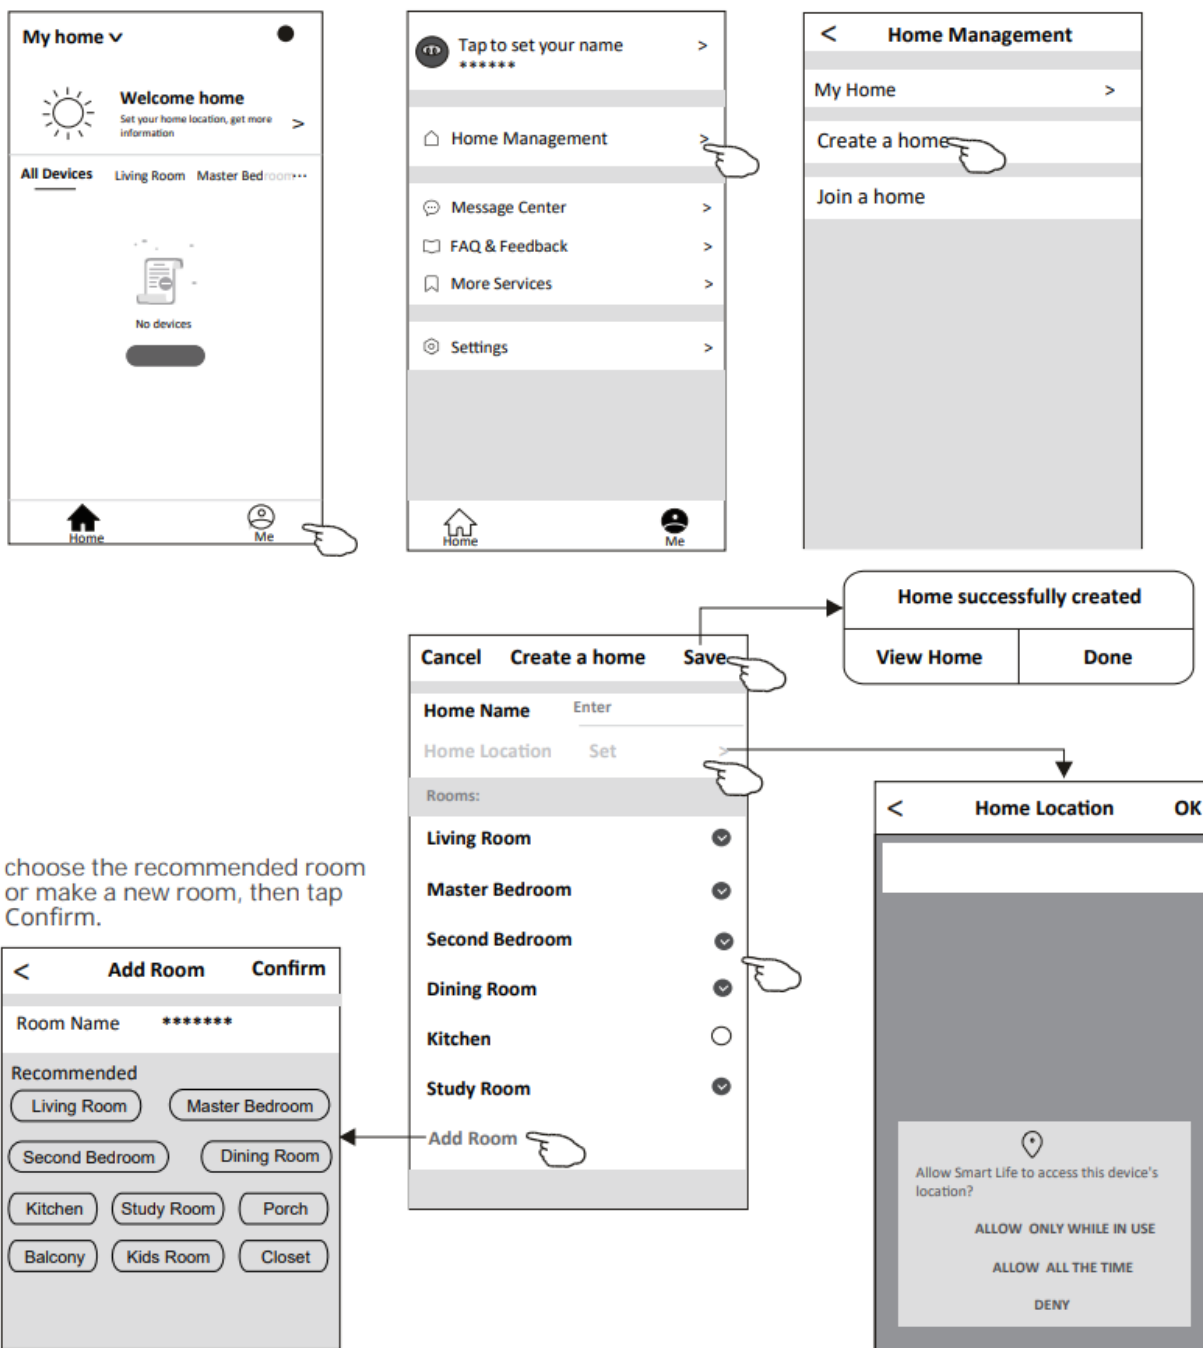 My home
Welcome home
Set your home location, get more
information
>
All Devices Living Room Master Bedroom ...
No devices
Home Me
Tap to set your name >
******
Home Management >
Message Center >
FAQ & Feedback >
More Services >
Settings >
Home Me
< Home Management
My Home >
Create a home
Join a home
Home successfully created
View Home Done
Cancel Create a home Save
Home Name Enter
Home Location Set >
Rooms:
Living Room
Master Bedroom
Second Bedroom
Dining Room
Kitchen
Study Room
Add Room
< Home Location OK
Allow Smart Life to access this device's
location?
ALLOW ONLY WHILE IN USE
ALLOW ALL THE TIME
DENY
choose the recommended room
or make a new room, then tap
Confirm.
< Add Room Confirm
Room Name *******
Recommended
Living Room Master Bedroom
Second Bedroom Dining Room
Kitchen Study Room Porch
Balcony Kids Room Closet